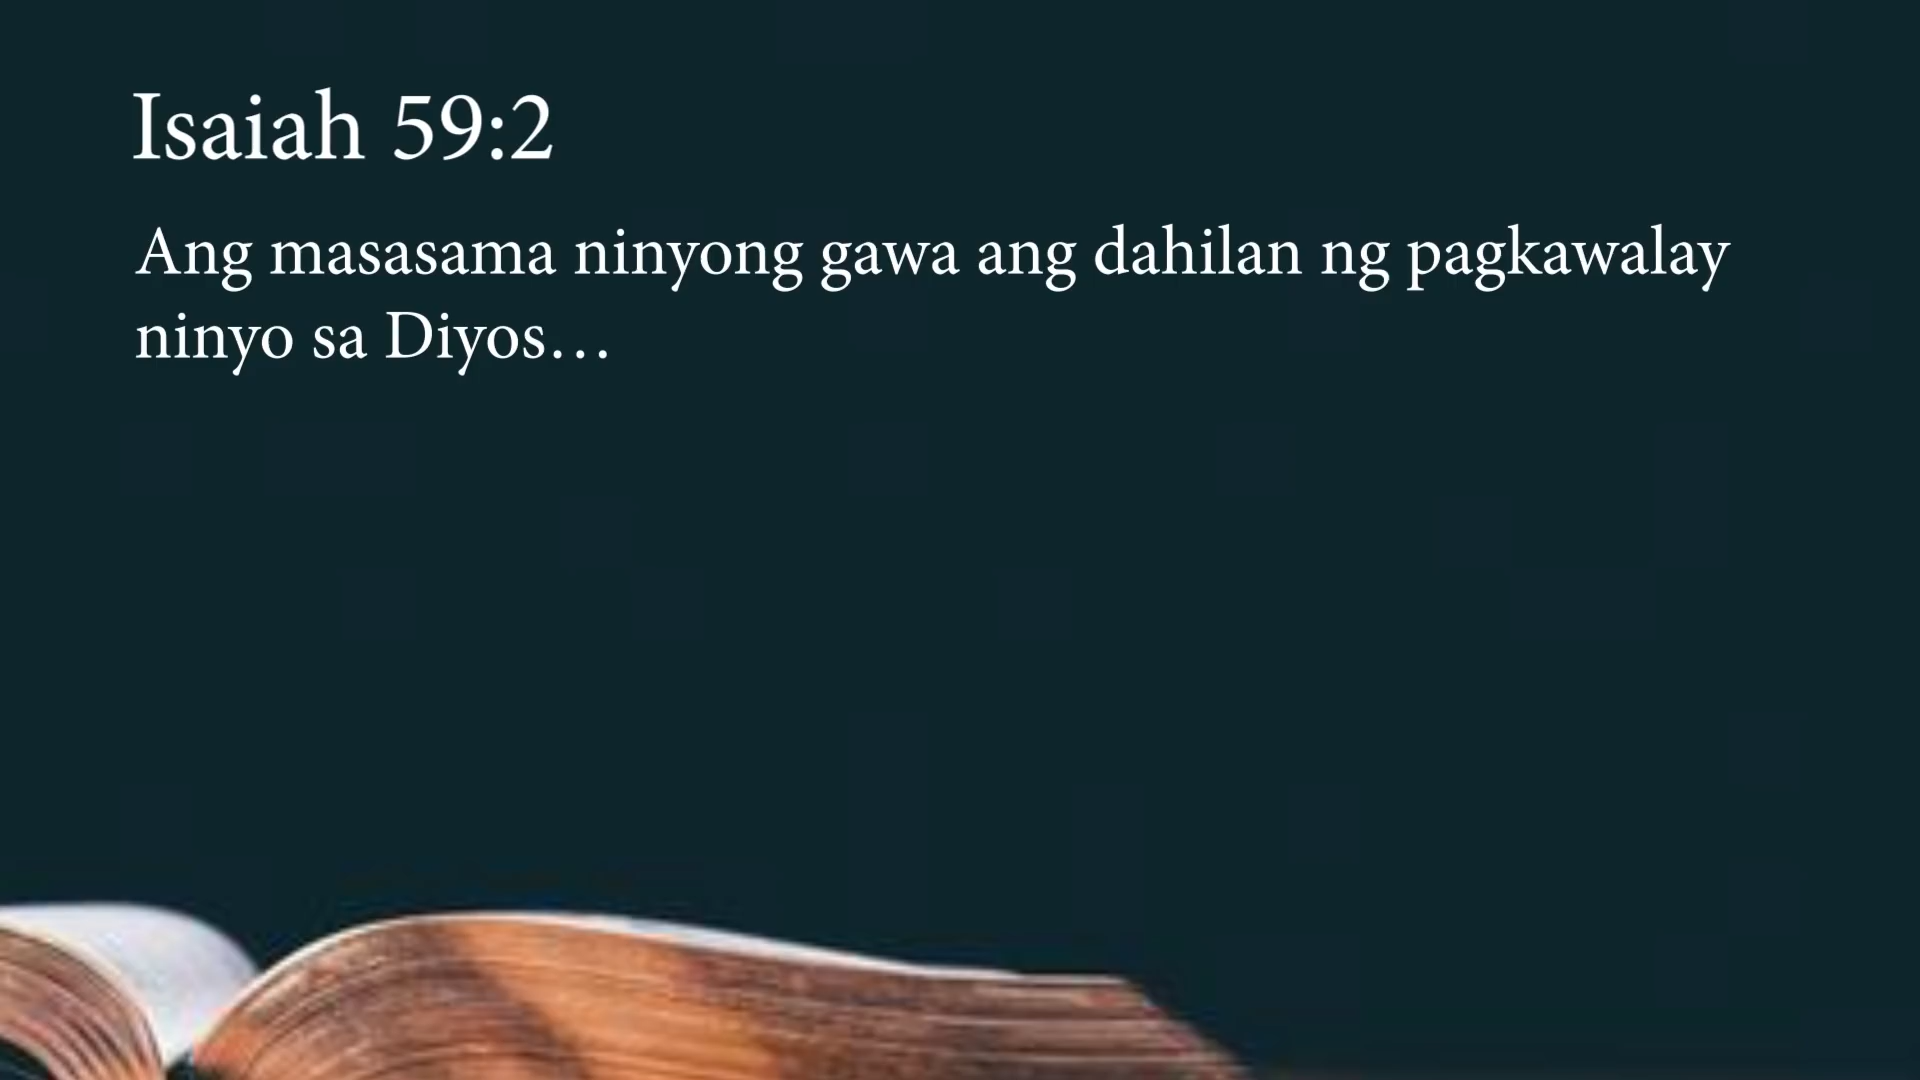 Isaiah 59:2
Ang masasama ninyong gawa ang dahilan ng pagkawalay
ninyo sa Diyos…